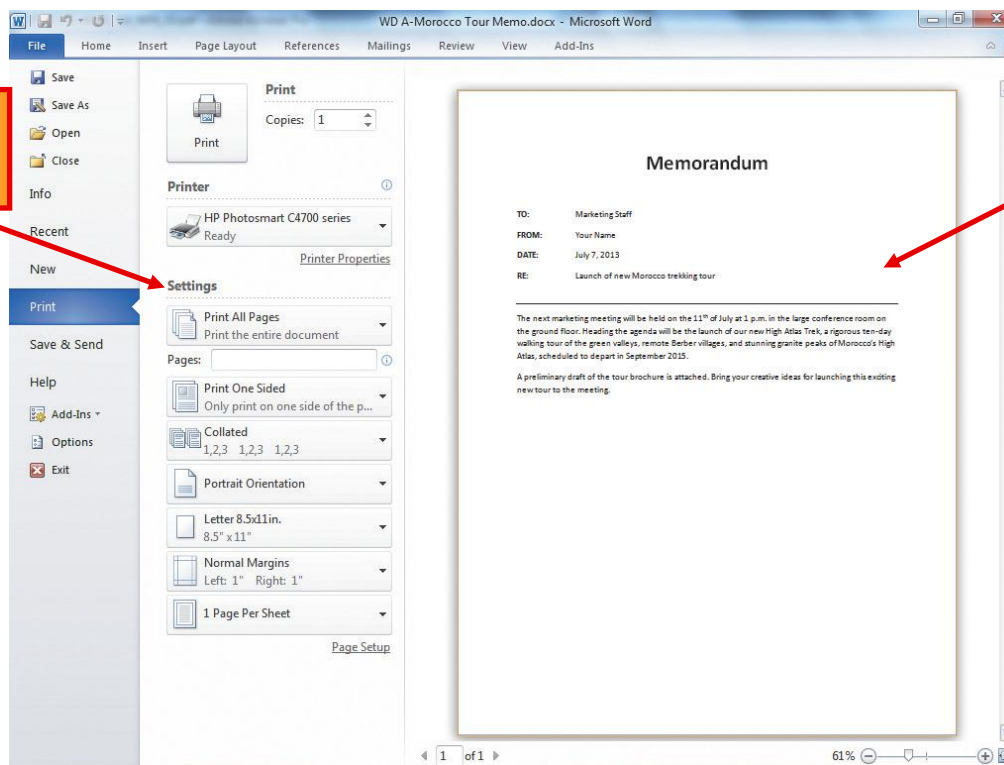 WD A-Morocco Tour Memo.docx - Microsoft Word
File Home Insert Page Layout References Mailings Review View Add-Ins
Save
Save As
Open
Close
Info
Recent
New
Print
Save & Send
Help
Add-Ins
Options
Exit
Print
Print
Copies: 1
Printer
HP Photosmart C4700 series
Ready
Printer Properties
Settings
Print All Pages
Print the entire document
Pages:
Print One Sided
Only print on one side of the p...
Collated
1,2,3 1,2,3 1,2,3
Portrait Orientation
Letter 8.5x11in.
8.5" x 11"
Normal Margins
Left: 1" Right: 1"
1 Page Per Sheet
Page Setup
Memorandum
TO: Marketing Staff
FROM: Your Name
DATE: July 7, 2013
RE: Launch of new Morocco trekking tour
The next marketing meeting will be held on the 11th of July at 1 p.m. in the large conference room on
the ground floor. Heading the agenda will be the launch of our new High Atlas Trek, a rigorous ten-day
walking tour of the green valleys, remote Berber villages, and stunning granite peaks of Morocco's High
Atlas, scheduled to depart in September 2015.
A preliminary draft of the tour brochure is attached. Bring your creative ideas for launching this exciting
new tour to the meeting.
1 of 1
61%